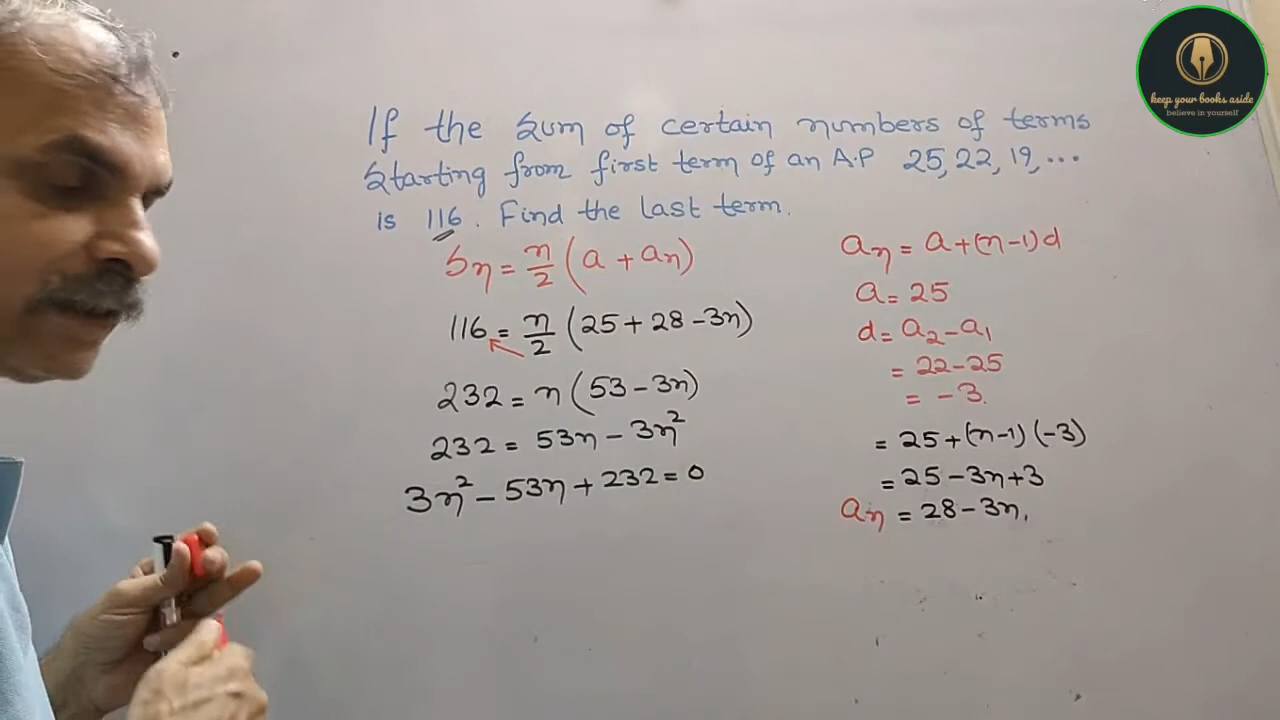 If the sum of certain numbers of terms
starting from first term of an A.P 25, 22, 19, ...
is 116. Find the last term.
Sn = n/2 (a + an)
116 = n/2 (25 + 28 - 3n)
232 = n (53 - 3n)
232 = 53n - 3n²
3n² - 53n + 232 = 0
an = a + (n-1) d
a = 25
d = a2 - a1
= 22 - 25
= -3.
= 25 + (n-1) (-3)
= 25 - 3n + 3
an = 28 - 3n.
keep your books aside
believe in yourself